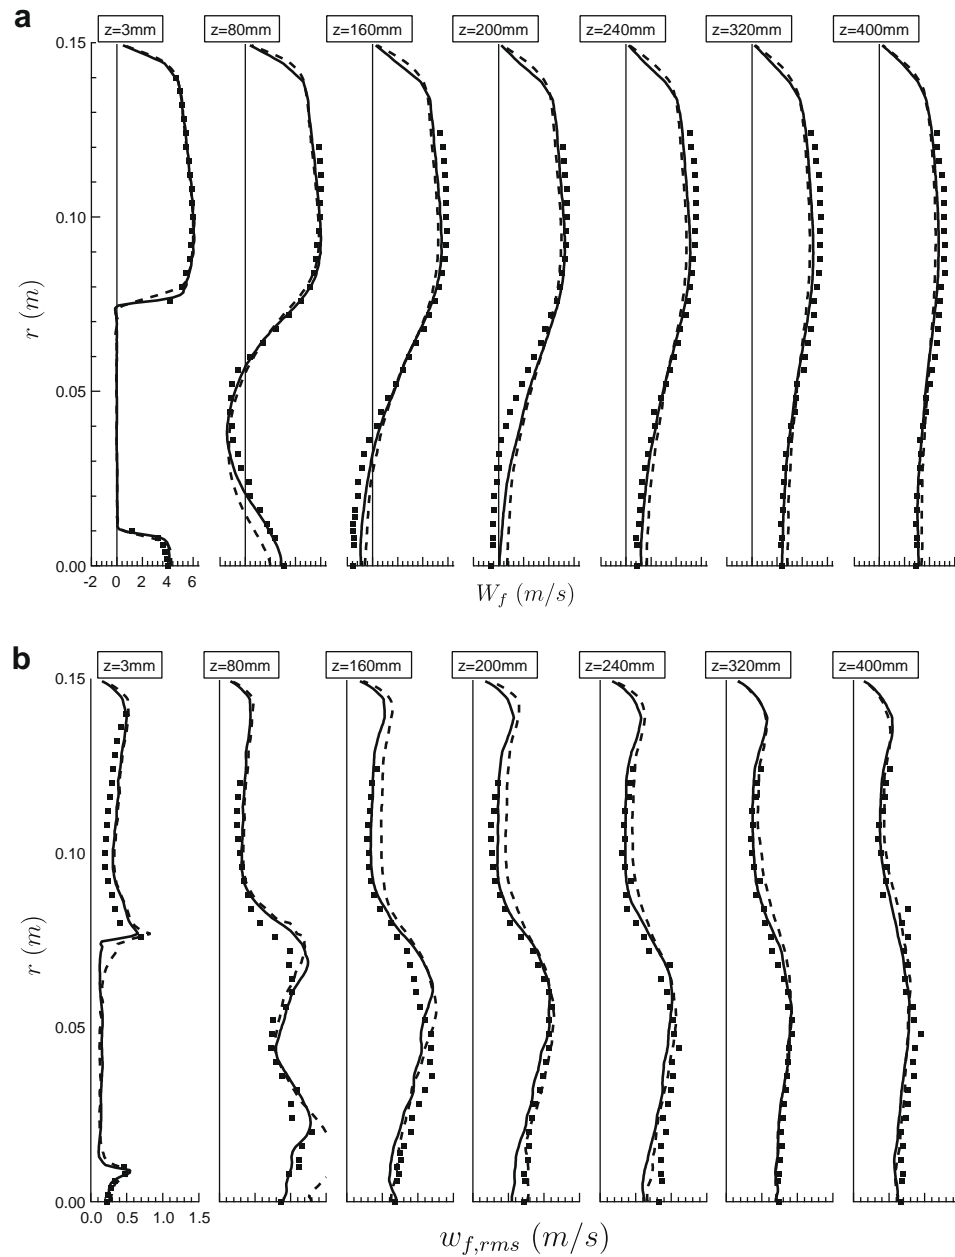 a
z=3mm z=80mm z=160mm z=200mm z=240mm z=320mm z=400mm
0.15
0.10
r (m)
0.05
0.00
-2 0 2 4 6
W_f (m/s)
b
z=3mm z=80mm z=160mm z=200mm z=240mm z=320mm z=400mm
0.15
0.10
r (m)
0.05
0.00
0.0 0.5 1.0 1.5
w_{f,rms} (m/s)